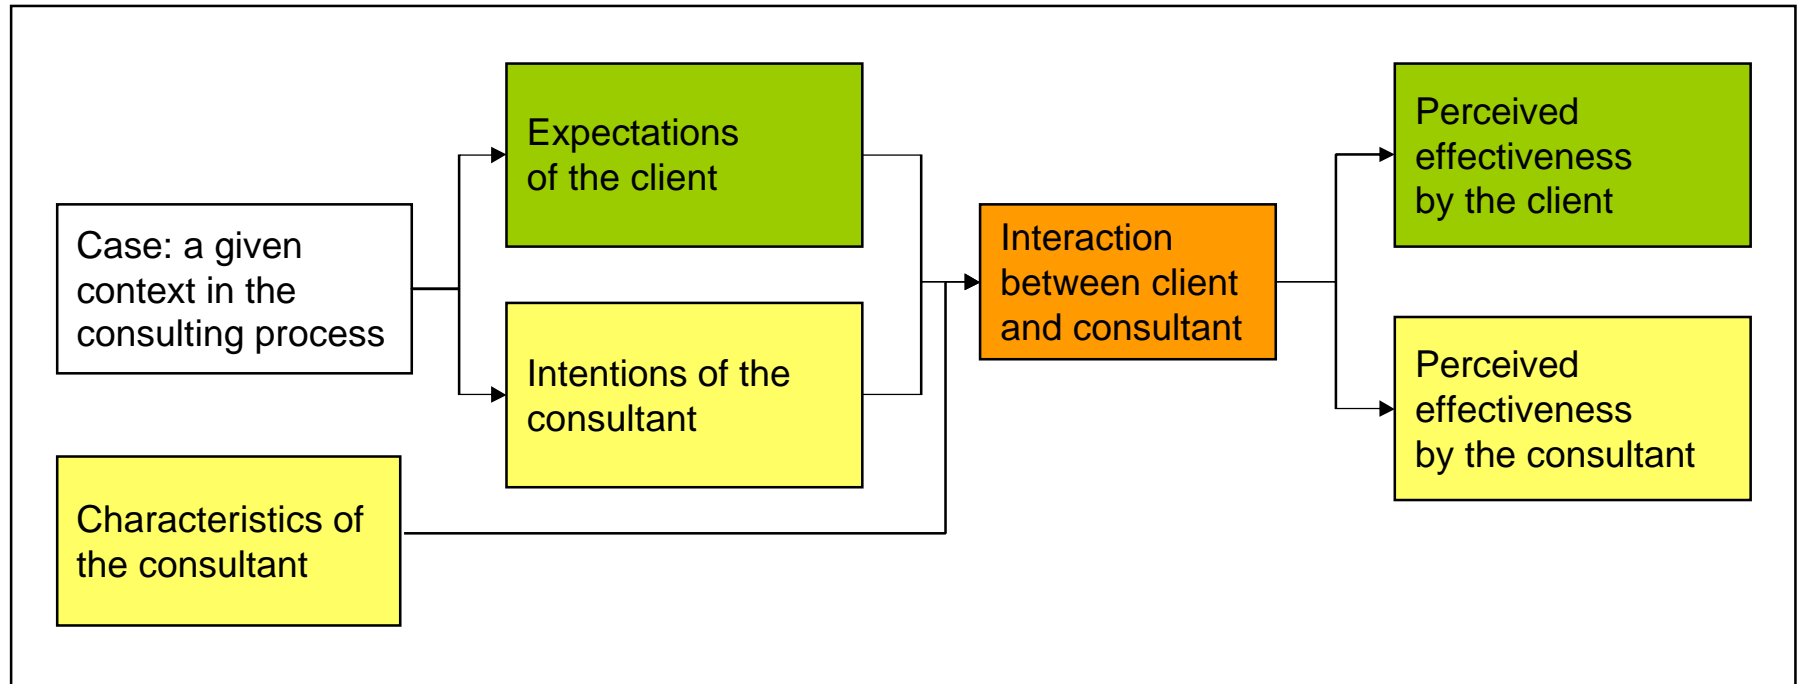 Case: a given
context in the
consulting process
Characteristics of
the consultant
Expectations
of the client
Intentions of the
consultant
Interaction
between client
and consultant
Perceived
effectiveness
by the client
Perceived
effectiveness
by the consultant